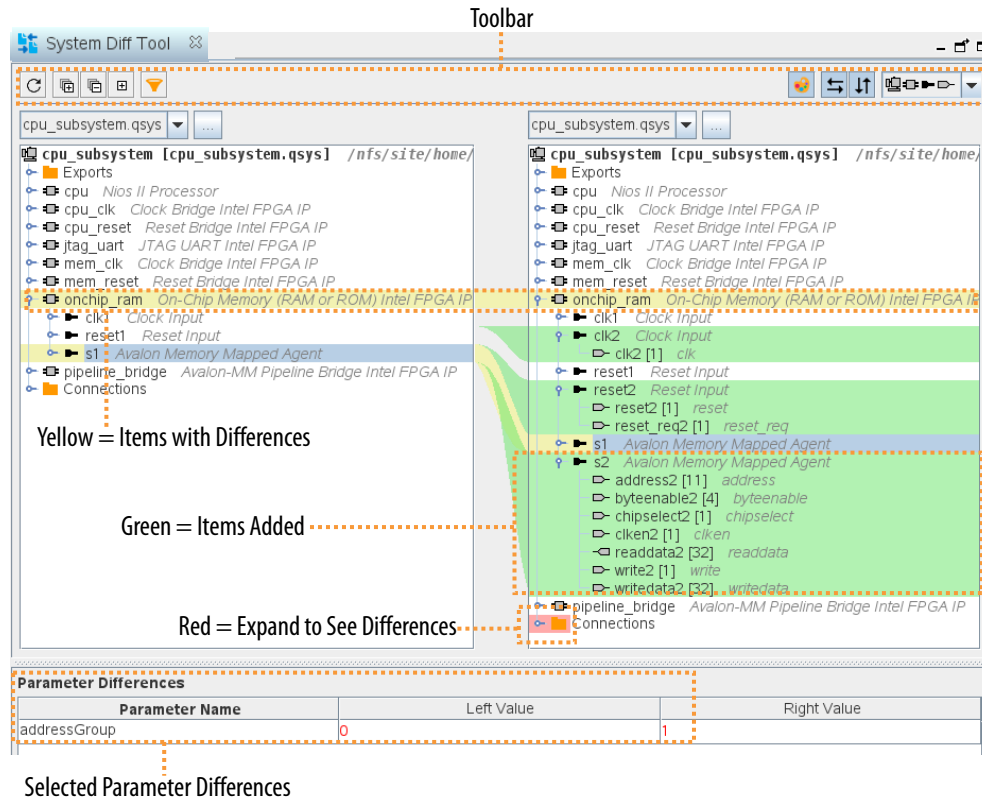 Toolbar
System Diff Tool
cpu_subsystem.qsys ...
cpu_subsystem [cpu_subsystem.qsys] /nfs/site/home/
Exports
cpu Nios II Processor
cpu_clk Clock Bridge Intel FPGA IP
cpu_reset Reset Bridge Intel FPGA IP
jtag_uart JTAG UART Intel FPGA IP
mem_clk Clock Bridge Intel FPGA IP
mem_reset Reset Bridge Intel FPGA IP
onchip_ram On-Chip Memory (RAM or ROM) Intel FPGA IP
clk1 Clock Input
reset1 Reset Input
s1 Avalon Memory Mapped Agent
pipeline_bridge Avalon-MM Pipeline Bridge Intel FPGA IP
Connections
Yellow = Items with Differences
Green = Items Added
Red = Expand to See Differences
cpu_subsystem.qsys ...
cpu_subsystem [cpu_subsystem.qsys] /nfs/site/home/
Exports
cpu Nios II Processor
cpu_clk Clock Bridge Intel FPGA IP
cpu_reset Reset Bridge Intel FPGA IP
jtag_uart JTAG UART Intel FPGA IP
mem_clk Clock Bridge Intel FPGA IP
mem_reset Reset Bridge Intel FPGA IP
onchip_ram On-Chip Memory (RAM or ROM) Intel FPGA IP
clk1 Clock Input
clk2 Clock Input
clk2 [1] clk
reset1 Reset Input
reset2 Reset Input
reset2 [1] reset
reset_req2 [1] reset_req
s1 Avalon Memory Mapped Agent
s2 Avalon Memory Mapped Agent
address2 [11] address
byteenable2 [4] byteenable
chipselect2 [1] chipselect
clken2 [1] clken
readdata2 [32] readdata
write2 [1] write
writedata2 [32] writedata
pipeline_bridge Avalon-MM Pipeline Bridge Intel FPGA IP
Connections
Parameter Differences
Parameter Name Left Value Right Value
addressGroup 0 1
Selected Parameter Differences